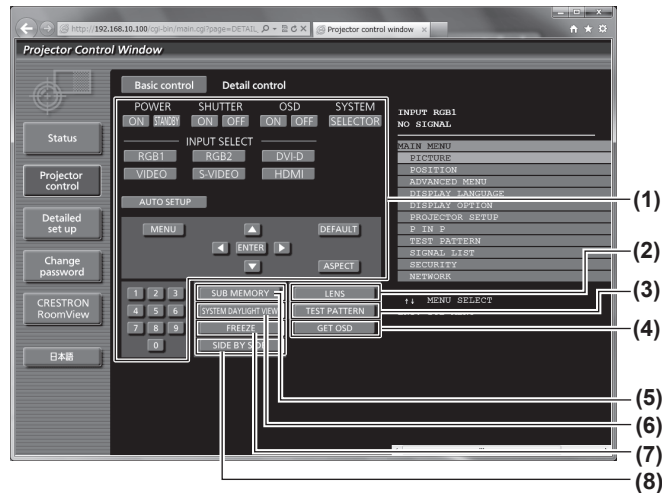 http://192.168.10.100/cgi-bin/main.cgi?page=DETAIL_
Projector control window
Projector Control Window
Basic control
Detail control
POWER
SHUTTER
OSD
SYSTEM
ON
STANDBY
ON
OFF
ON
OFF
SELECTOR
INPUT SELECT
RGB1
RGB2
DVI-D
VIDEO
S-VIDEO
HDMI
AUTO SETUP
MENU
DEFAULT
ENTER
ASPECT
1 2 3
4 5 6
7 8 9
0
SUB MEMORY
SYSTEM DAYLIGHT VIEW
FREEZE
SIDE BY SIDE
LENS
TEST PATTERN
GET OSD
Status
Projector
control
Detailed
set up
Change
password
CRESTRON
RoomView
日本語
INPUT RGB1
NO SIGNAL
MAIN MENU
PICTURE
POSITION
ADVANCED MENU
DISPLAY LANGUAGE
DISPLAY OPTION
PROJECTOR SETUP
P IN P
TEST PATTERN
SIGNAL LIST
SECURITY
NETWORK
↑↓ MENU SELECT
(1)
(2)
(3)
(4)
(5)
(6)
(7)
(8)